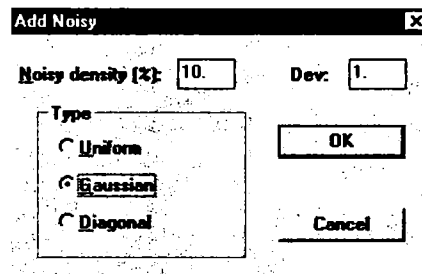 Add Noisy
Noisy density (%): 10. Dev: 1.
Type
Uniform
Gaussian
Diagonal
OK
Cancel